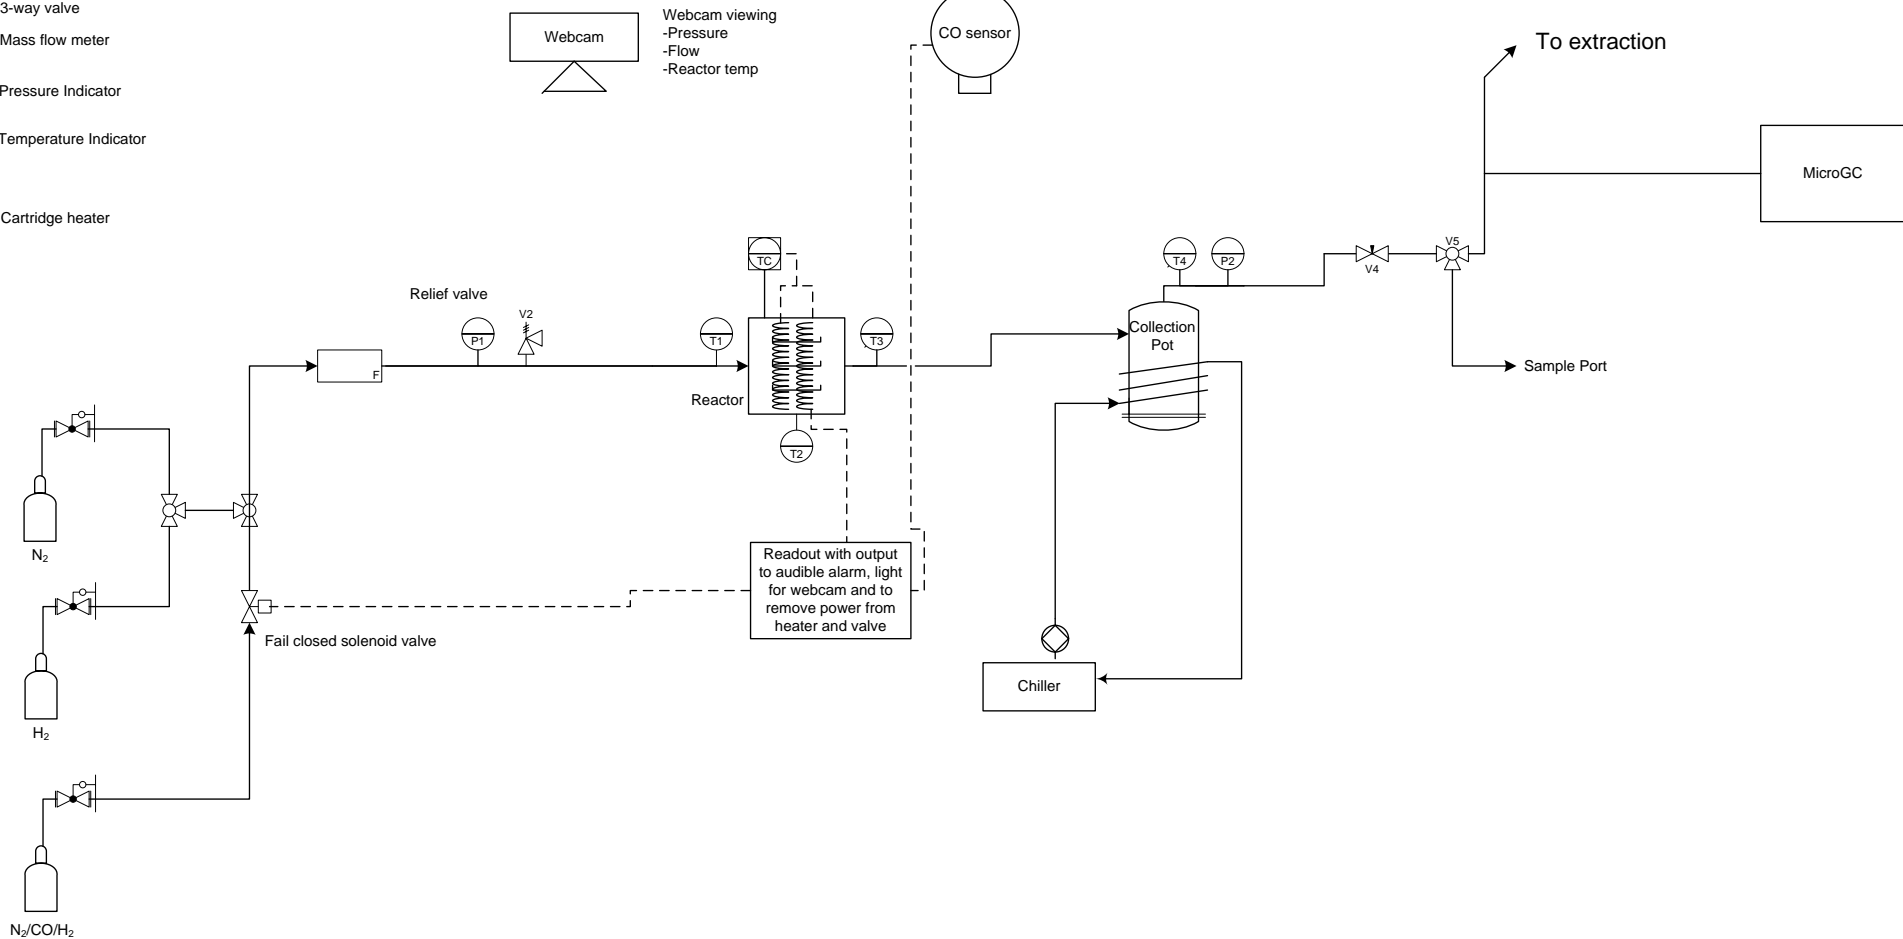 3-way valve
Mass flow meter
Pressure Indicator
Temperature Indicator
Cartridge heater
Webcam
Webcam viewing
-Pressure
-Flow
-Reactor temp
CO sensor
To extraction
MicroGC
TC
T4
P2
V4
V5
Relief valve
V2
P1
T1
T3
F
Reactor
T2
Collection
Pot
Sample Port
N₂
H₂
N₂/CO/H₂
Fail closed solenoid valve
Readout with output
to audible alarm, light
for webcam and to
remove power from
heater and valve
Chiller